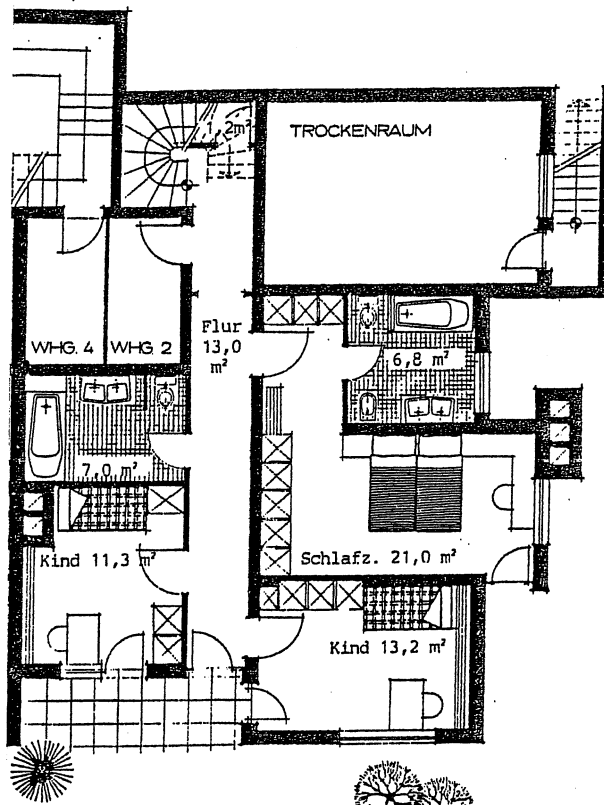 2m²
TROCKENRAUM
WHG. 4
WHG. 2
Flur
13,0
m²
6,8 m²
7,0 m²
Kind 11,3 m²
Schlafz. 21,0 m²
Kind 13,2 m²